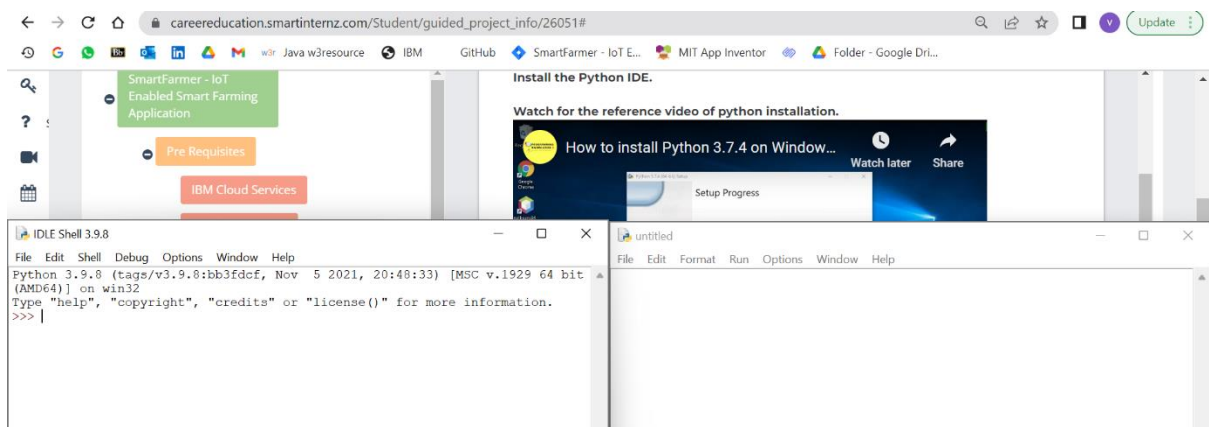 careereducation.smartinternz.com/Student/guided_project_info/26051#
V
Update
G
Bb
in
M
w3r Java w3resource
IBM
GitHub
SmartFarmer - IoT E...
MIT App Inventor
Folder - Google Dri...
SmartFarmer - IoT
Enabled Smart Farming
Application
Pre Requisites
IBM Cloud Services
Install the Python IDE.
Watch for the reference video of python installation.
How to install Python 3.7.4 on Window...
Watch later
Share
Setup Progress
IDLE Shell 3.9.8
File Edit Shell Debug Options Window Help
Python 3.9.8 (tags/v3.9.8:bb3fdcf, Nov 5 2021, 20:48:33) [MSC v.1929 64 bit
(AMD64)] on win32
Type "help", "copyright", "credits" or "license()" for more information.
>>>
untitled
File Edit Format Run Options Window Help